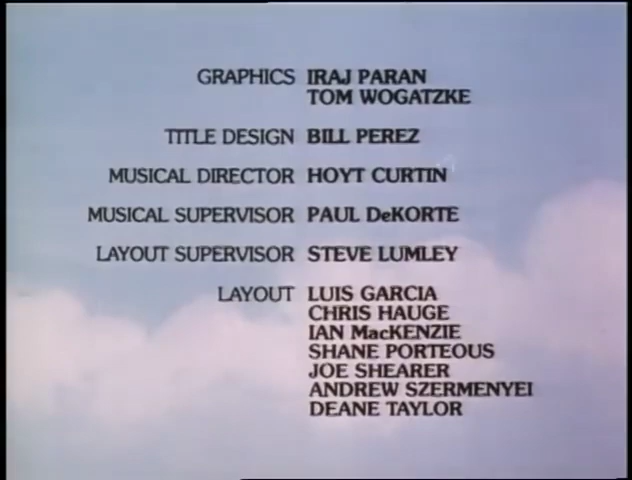 GRAPHICS IRAJ PARAN
TOM WOGATZKE
TITLE DESIGN BILL PEREZ
MUSICAL DIRECTOR HOYT CURTIN
MUSICAL SUPERVISOR PAUL DeKORTE
LAYOUT SUPERVISOR STEVE LUMLEY
LAYOUT LUIS GARCIA
CHRIS HAUGE
IAN MacKENZIE
SHANE PORTEOUS
JOE SHEARER
ANDREW SZERMENYEI
DEANE TAYLOR